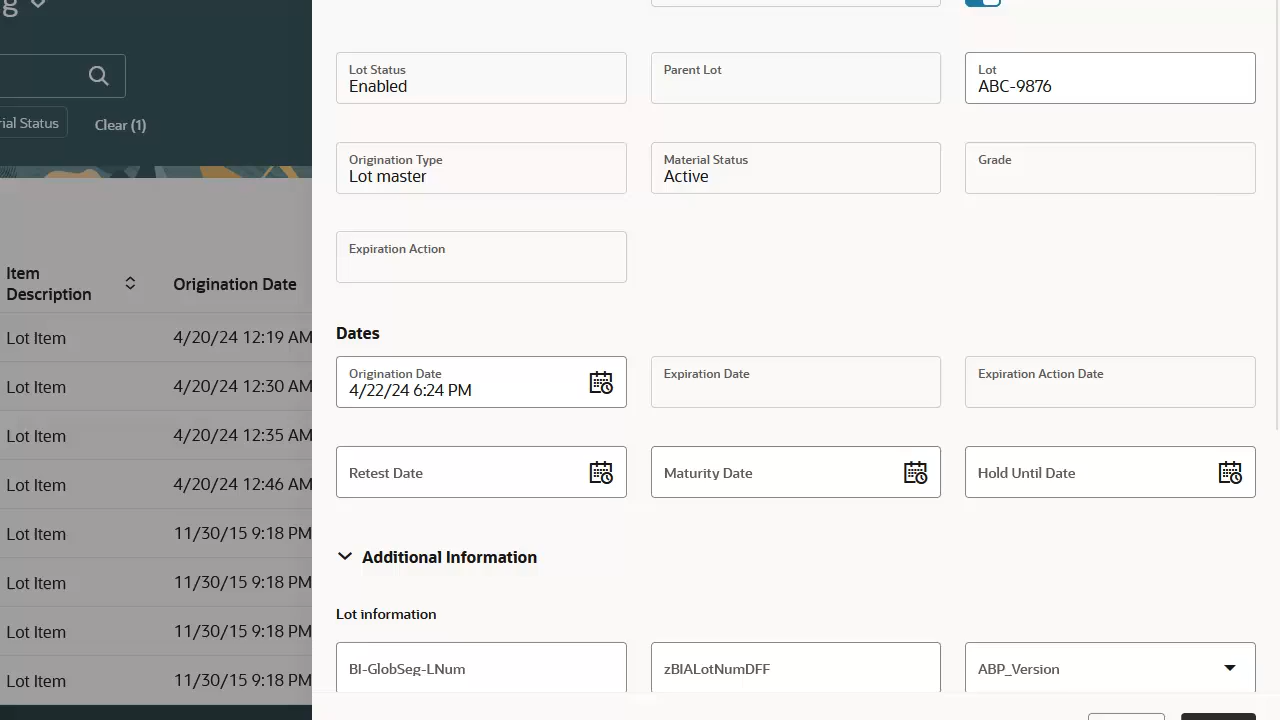 Lot Status
Enabled
Parent Lot
Lot
ABC-9876
ial Status
Clear (1)
Origination Type
Lot master
Material Status
Active
Grade
Expiration Action
Item
Description
Origination Date
Lot Item 4/20/24 12:19 AM
Lot Item 4/20/24 12:30 AM
Lot Item 4/20/24 12:35 AM
Lot Item 4/20/24 12:46 AM
Lot Item 11/30/15 9:18 PM
Lot Item 11/30/15 9:18 PM
Lot Item 11/30/15 9:18 PM
Lot Item 11/30/15 9:18 PM
Dates
Origination Date
4/22/24 6:24 PM
Expiration Date
Expiration Action Date
Retest Date
Maturity Date
Hold Until Date
Additional Information
Lot information
BI-GlobSeg-LNum
zBIALotNumDFF
ABP_Version